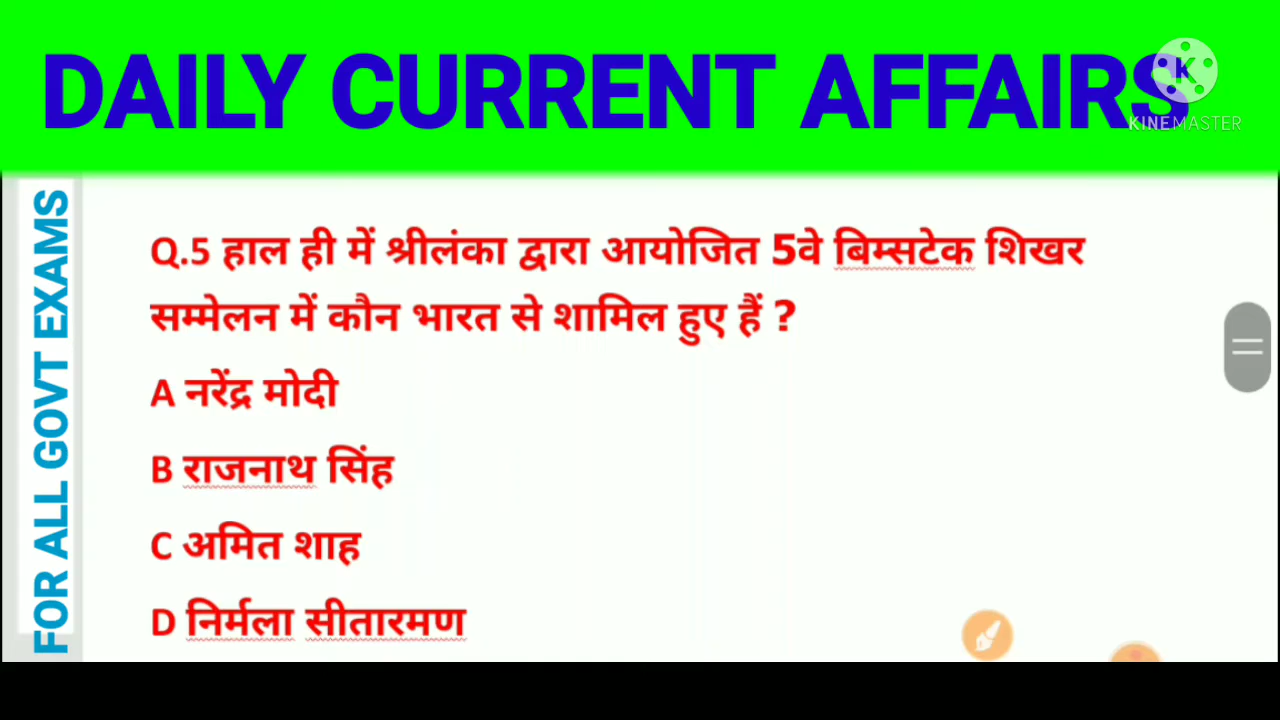 DAILY CURRENT AFFAIRS
K
KINEMASTER
FOR ALL GOVT EXAMS
Q.5 हाल ही में श्रीलंका द्वारा आयोजित 5वे बिम्सटेक शिखर
सम्मेलन में कौन भारत से शामिल हुए हैं ?
A नरेंद्र मोदी
B राजनाथ सिंह
C अमित शाह
D निर्मला सीतारमण